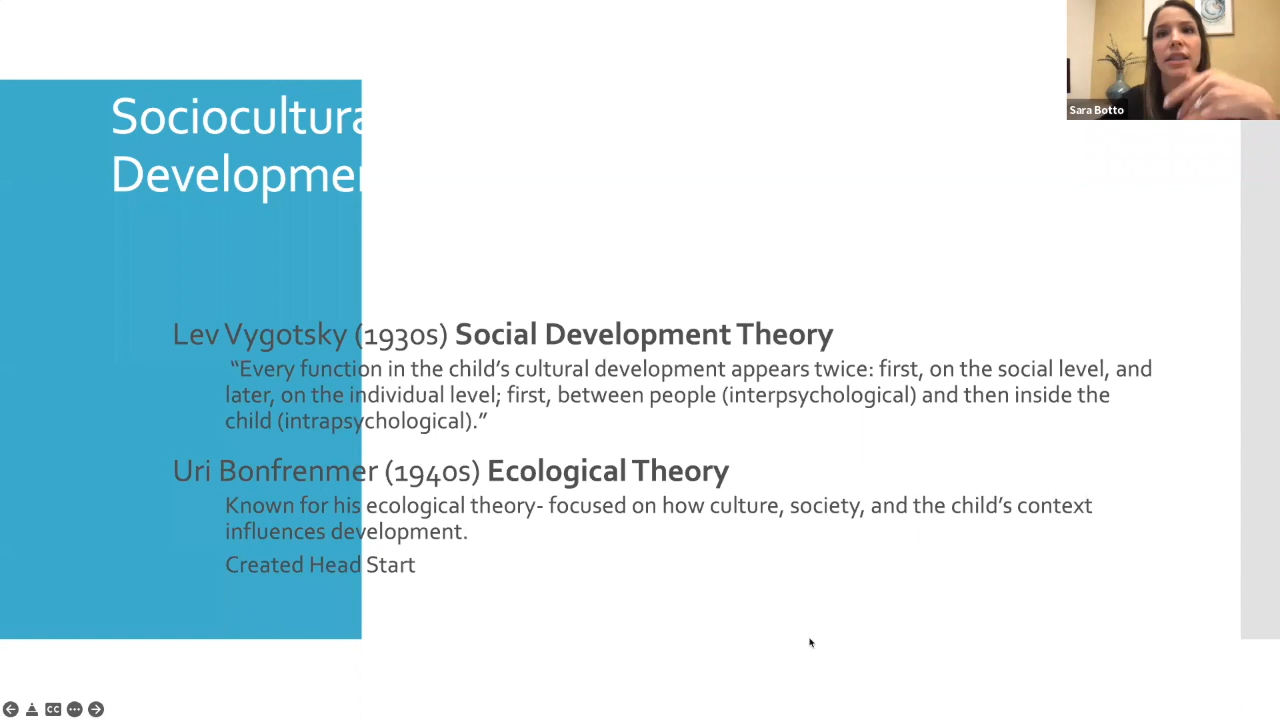 Sara Botto
Sociocultura
Developmen
Lev Vygotsky (1930s) Social Development Theory
“Every function in the child’s cultural development appears twice: first, on the social level, and
later, on the individual level; first, between people (interpsychological) and then inside the
child (intrapsychological).”
Uri Bonfrenmer (1940s) Ecological Theory
Known for his ecological theory- focused on how culture, society, and the child’s context
influences development.
Created Head Start
CC